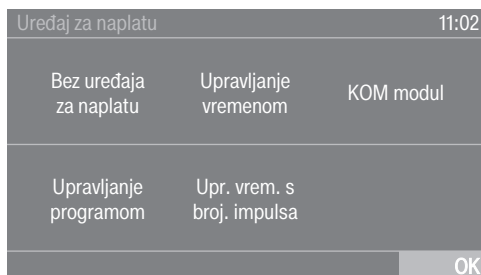 Uređaj za naplatu 11:02
Bez uređaja
za naplatu
Upravljanje
vremenom
KOM modul
Upravljanje
programom
Upr. vrem. s
broj. impulsa
OK